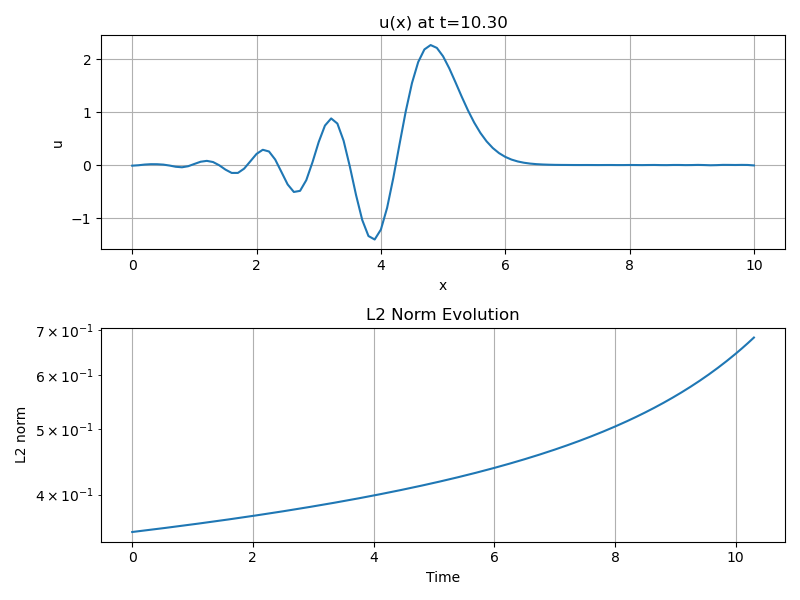 u(x) at t=10.30
2
1
0
−1
u
0 2 4 6 8 10
x
L2 Norm Evolution
7 × 10⁻¹
6 × 10⁻¹
5 × 10⁻¹
4 × 10⁻¹
L2 norm
0 2 4 6 8 10
Time